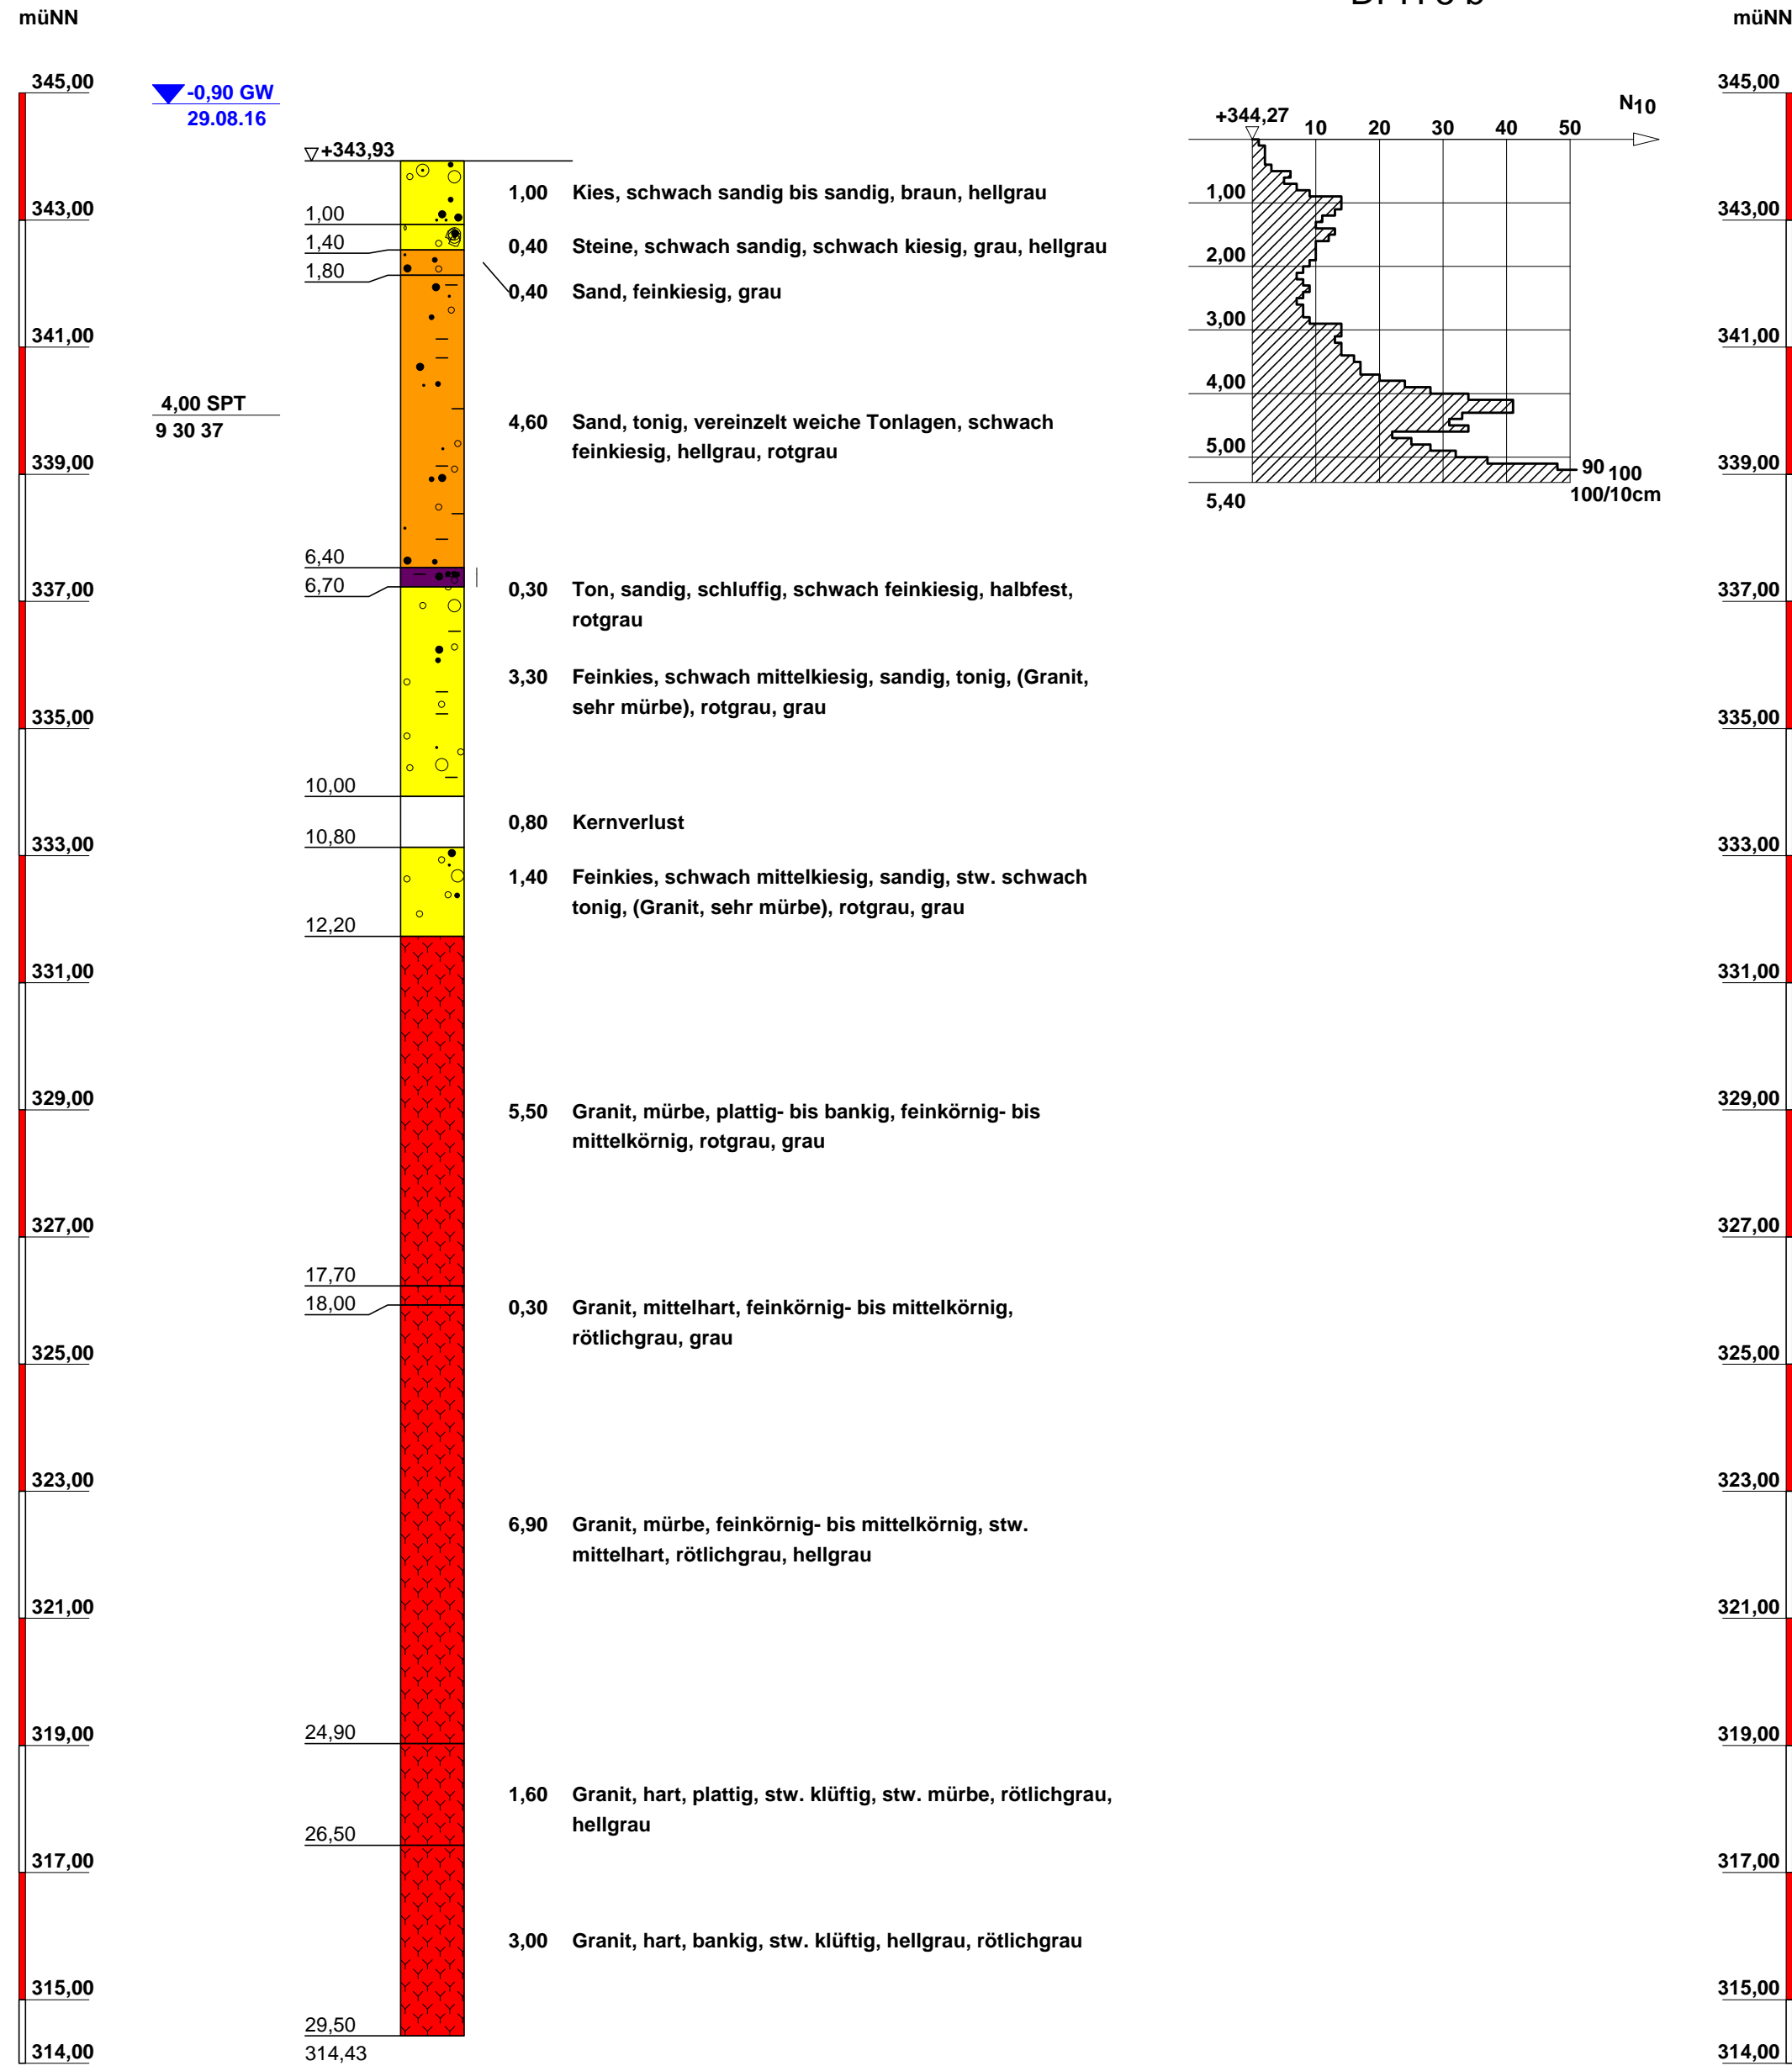 müNN
müNN
345,00
343,00
341,00
339,00
337,00
335,00
333,00
331,00
329,00
327,00
325,00
323,00
321,00
319,00
317,00
315,00
314,00
-0,90 GW
29.08.16
4,00 SPT
9 30 37
+343,93
1,00
1,40
1,80
6,40
6,70
10,00
10,80
12,20
17,70
18,00
24,90
26,50
29,50
314,43
1,00 Kies, schwach sandig bis sandig, braun, hellgrau
0,40 Steine, schwach sandig, schwach kiesig, grau, hellgrau
0,40 Sand, feinkiesig, grau
4,60 Sand, tonig, vereinzelt weiche Tonlagen, schwach
feinkiesig, hellgrau, rotgrau
0,30 Ton, sandig, schluffig, schwach feinkiesig, halbfest,
rotgrau
3,30 Feinkies, schwach mittelkiesig, sandig, tonig, (Granit,
sehr mürbe), rotgrau, grau
0,80 Kernverlust
1,40 Feinkies, schwach mittelkiesig, sandig, stw. schwach
tonig, (Granit, sehr mürbe), rotgrau, grau
5,50 Granit, mürbe, plattig- bis bankig, feinkörnig- bis
mittelkörnig, rotgrau, grau
0,30 Granit, mittelhart, feinkörnig- bis mittelkörnig,
rötlichgrau, grau
6,90 Granit, mürbe, feinkörnig- bis mittelkörnig, stw.
mittelhart, rötlichgrau, hellgrau
1,60 Granit, hart, plattig, stw. klüftig, stw. mürbe, rötlichgrau,
hellgrau
3,00 Granit, hart, bankig, stw. klüftig, hellgrau, rötlichgrau
N10
+344,27
10 20 30 40 50
1,00
2,00
3,00
4,00
5,00
5,40
90 100
100/10cm
345,00
343,00
341,00
339,00
337,00
335,00
333,00
331,00
329,00
327,00
325,00
323,00
321,00
319,00
317,00
315,00
314,00